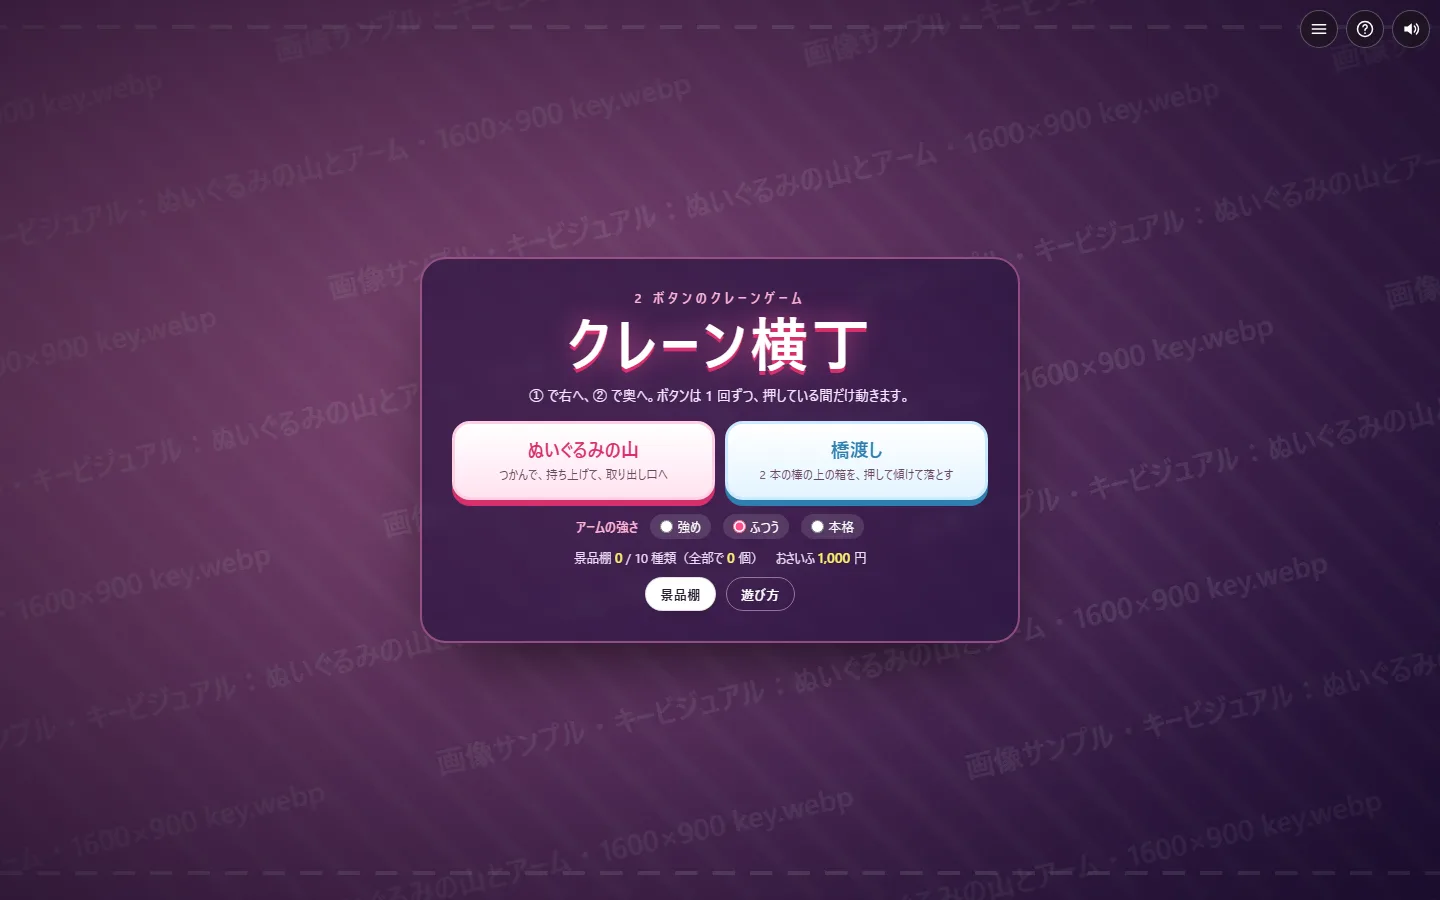 2 ボタンのクレーンゲーム
クレーン横丁
① で右へ、② で奥へ。ボタンは 1 回ずつ、押している間だけ動きます。
ぬいぐるみの山
つかんで、持ち上げて、取り出し口へ
橋渡し
2 本の棒の上の箱を、押して傾けて落とす
アームの強さ 強め ふつう 本格
景品棚 0 / 10 種類（全部で 0 個） おさいふ 1,000 円
景品棚 遊び方
画像サンプル・キービジュアル：ぬいぐるみの山とアーム・1600×900 key.webp